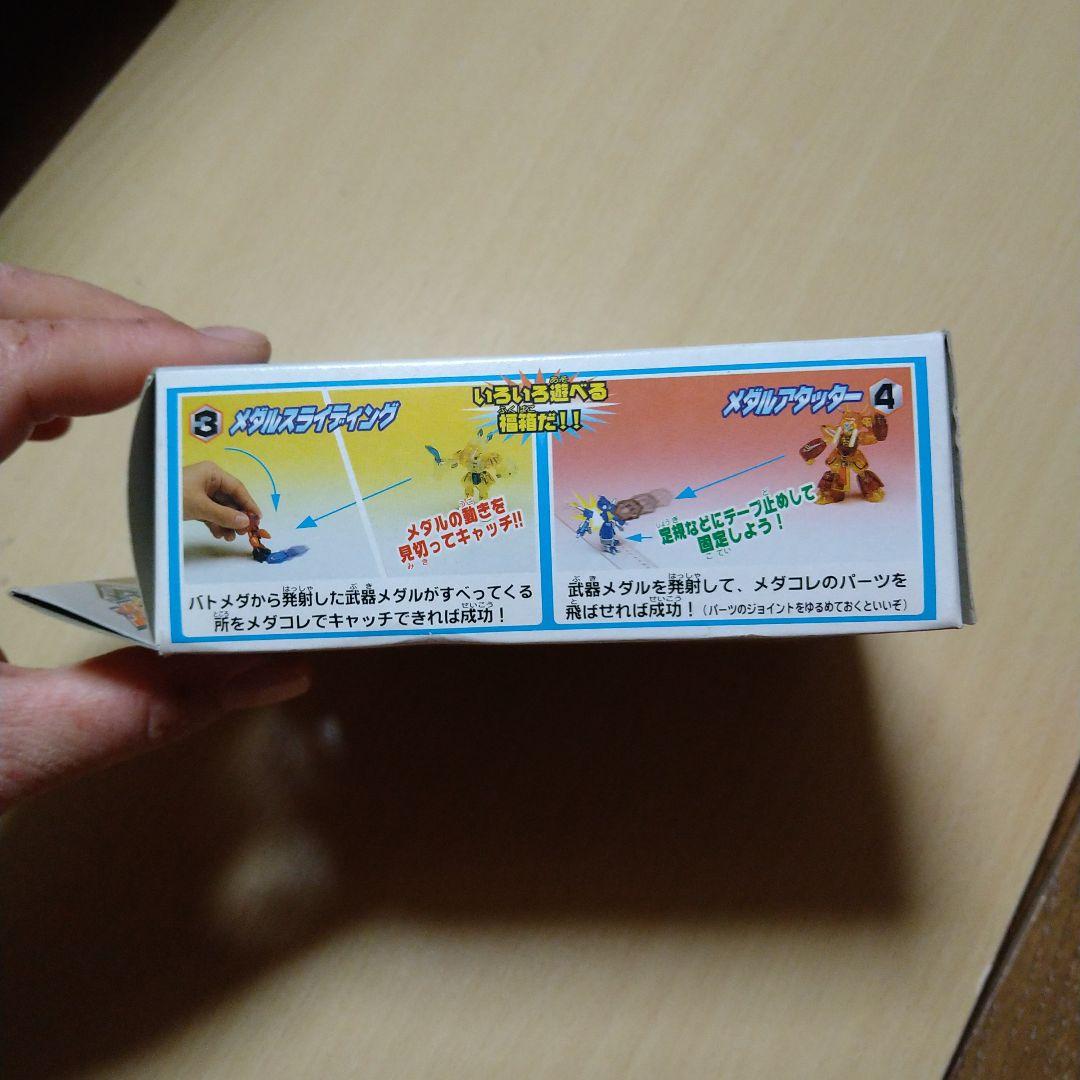 いろいろ遊べる
福箱だ!!
3 メダルスライディング
メダルの動きを
見切ってキャッチ!!
バトメダから発射した武器メダルがすべってくる
所をメダコレでキャッチできれば成功！
メダルアタッター 4
定規などにテープ止めして
固定しよう！
武器メダルを発射して、メダコレのパーツを
飛ばせれば成功！（パーツのジョイントをゆるめておくといいぞ）